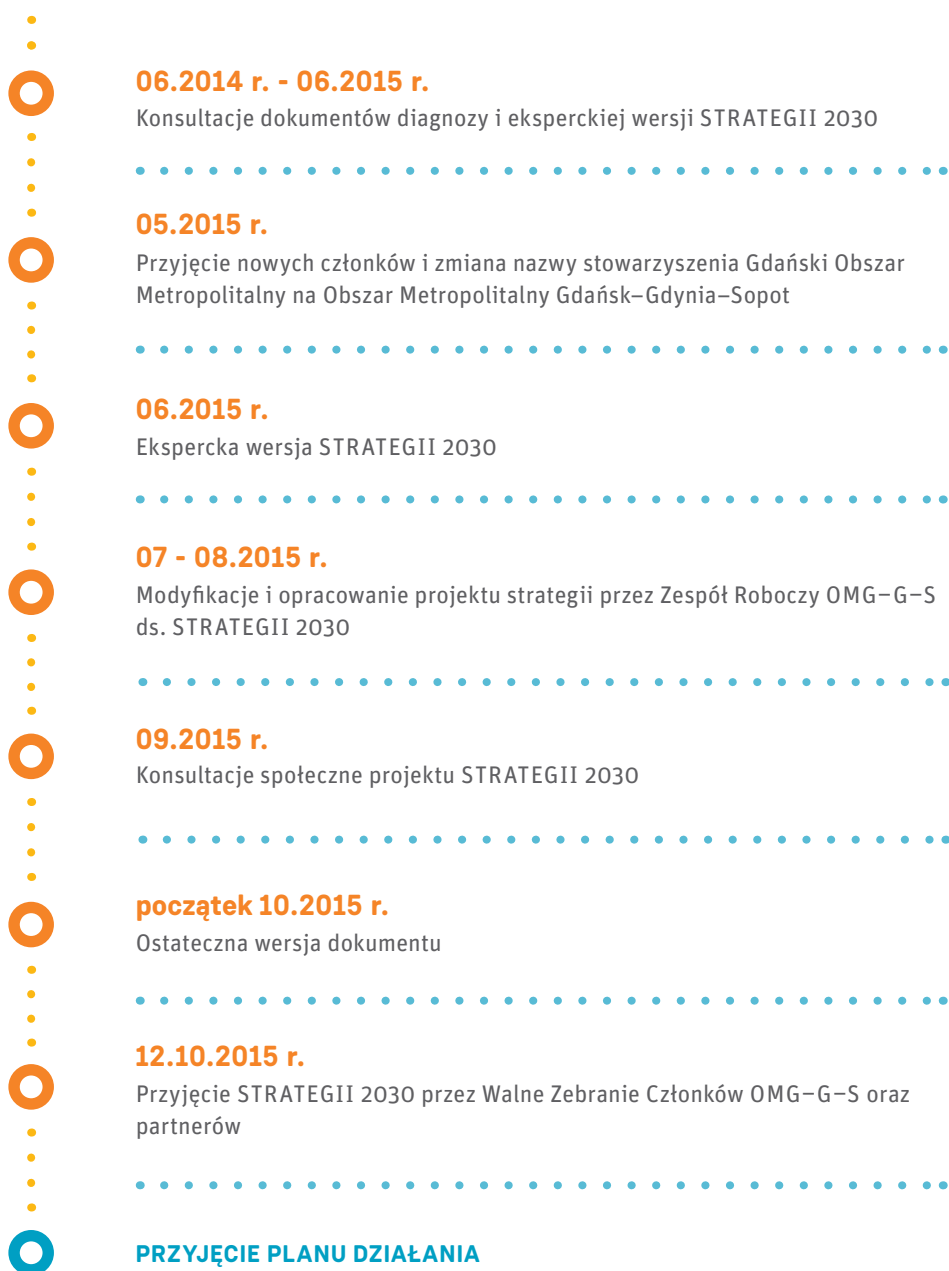 06.2014 r. - 06.2015 r.
Konsultacje dokumentów diagnozy i eksperckiej wersji STRATEGII 2030
05.2015 r.
Przyjęcie nowych członków i zmiana nazwy stowarzyszenia Gdański Obszar
Metropolitalny na Obszar Metropolitalny Gdańsk–Gdynia–Sopot
06.2015 r.
Ekspercka wersja STRATEGII 2030
07 - 08.2015 r.
Modyfikacje i opracowanie projektu strategii przez Zespół Roboczy OMG–G–S
ds. STRATEGII 2030
09.2015 r.
Konsultacje społeczne projektu STRATEGII 2030
początek 10.2015 r.
Ostateczna wersja dokumentu
12.10.2015 r.
Przyjęcie STRATEGII 2030 przez Walne Zebranie Członków OMG–G–S oraz
partnerów
PRZYJĘCIE PLANU DZIAŁANIA